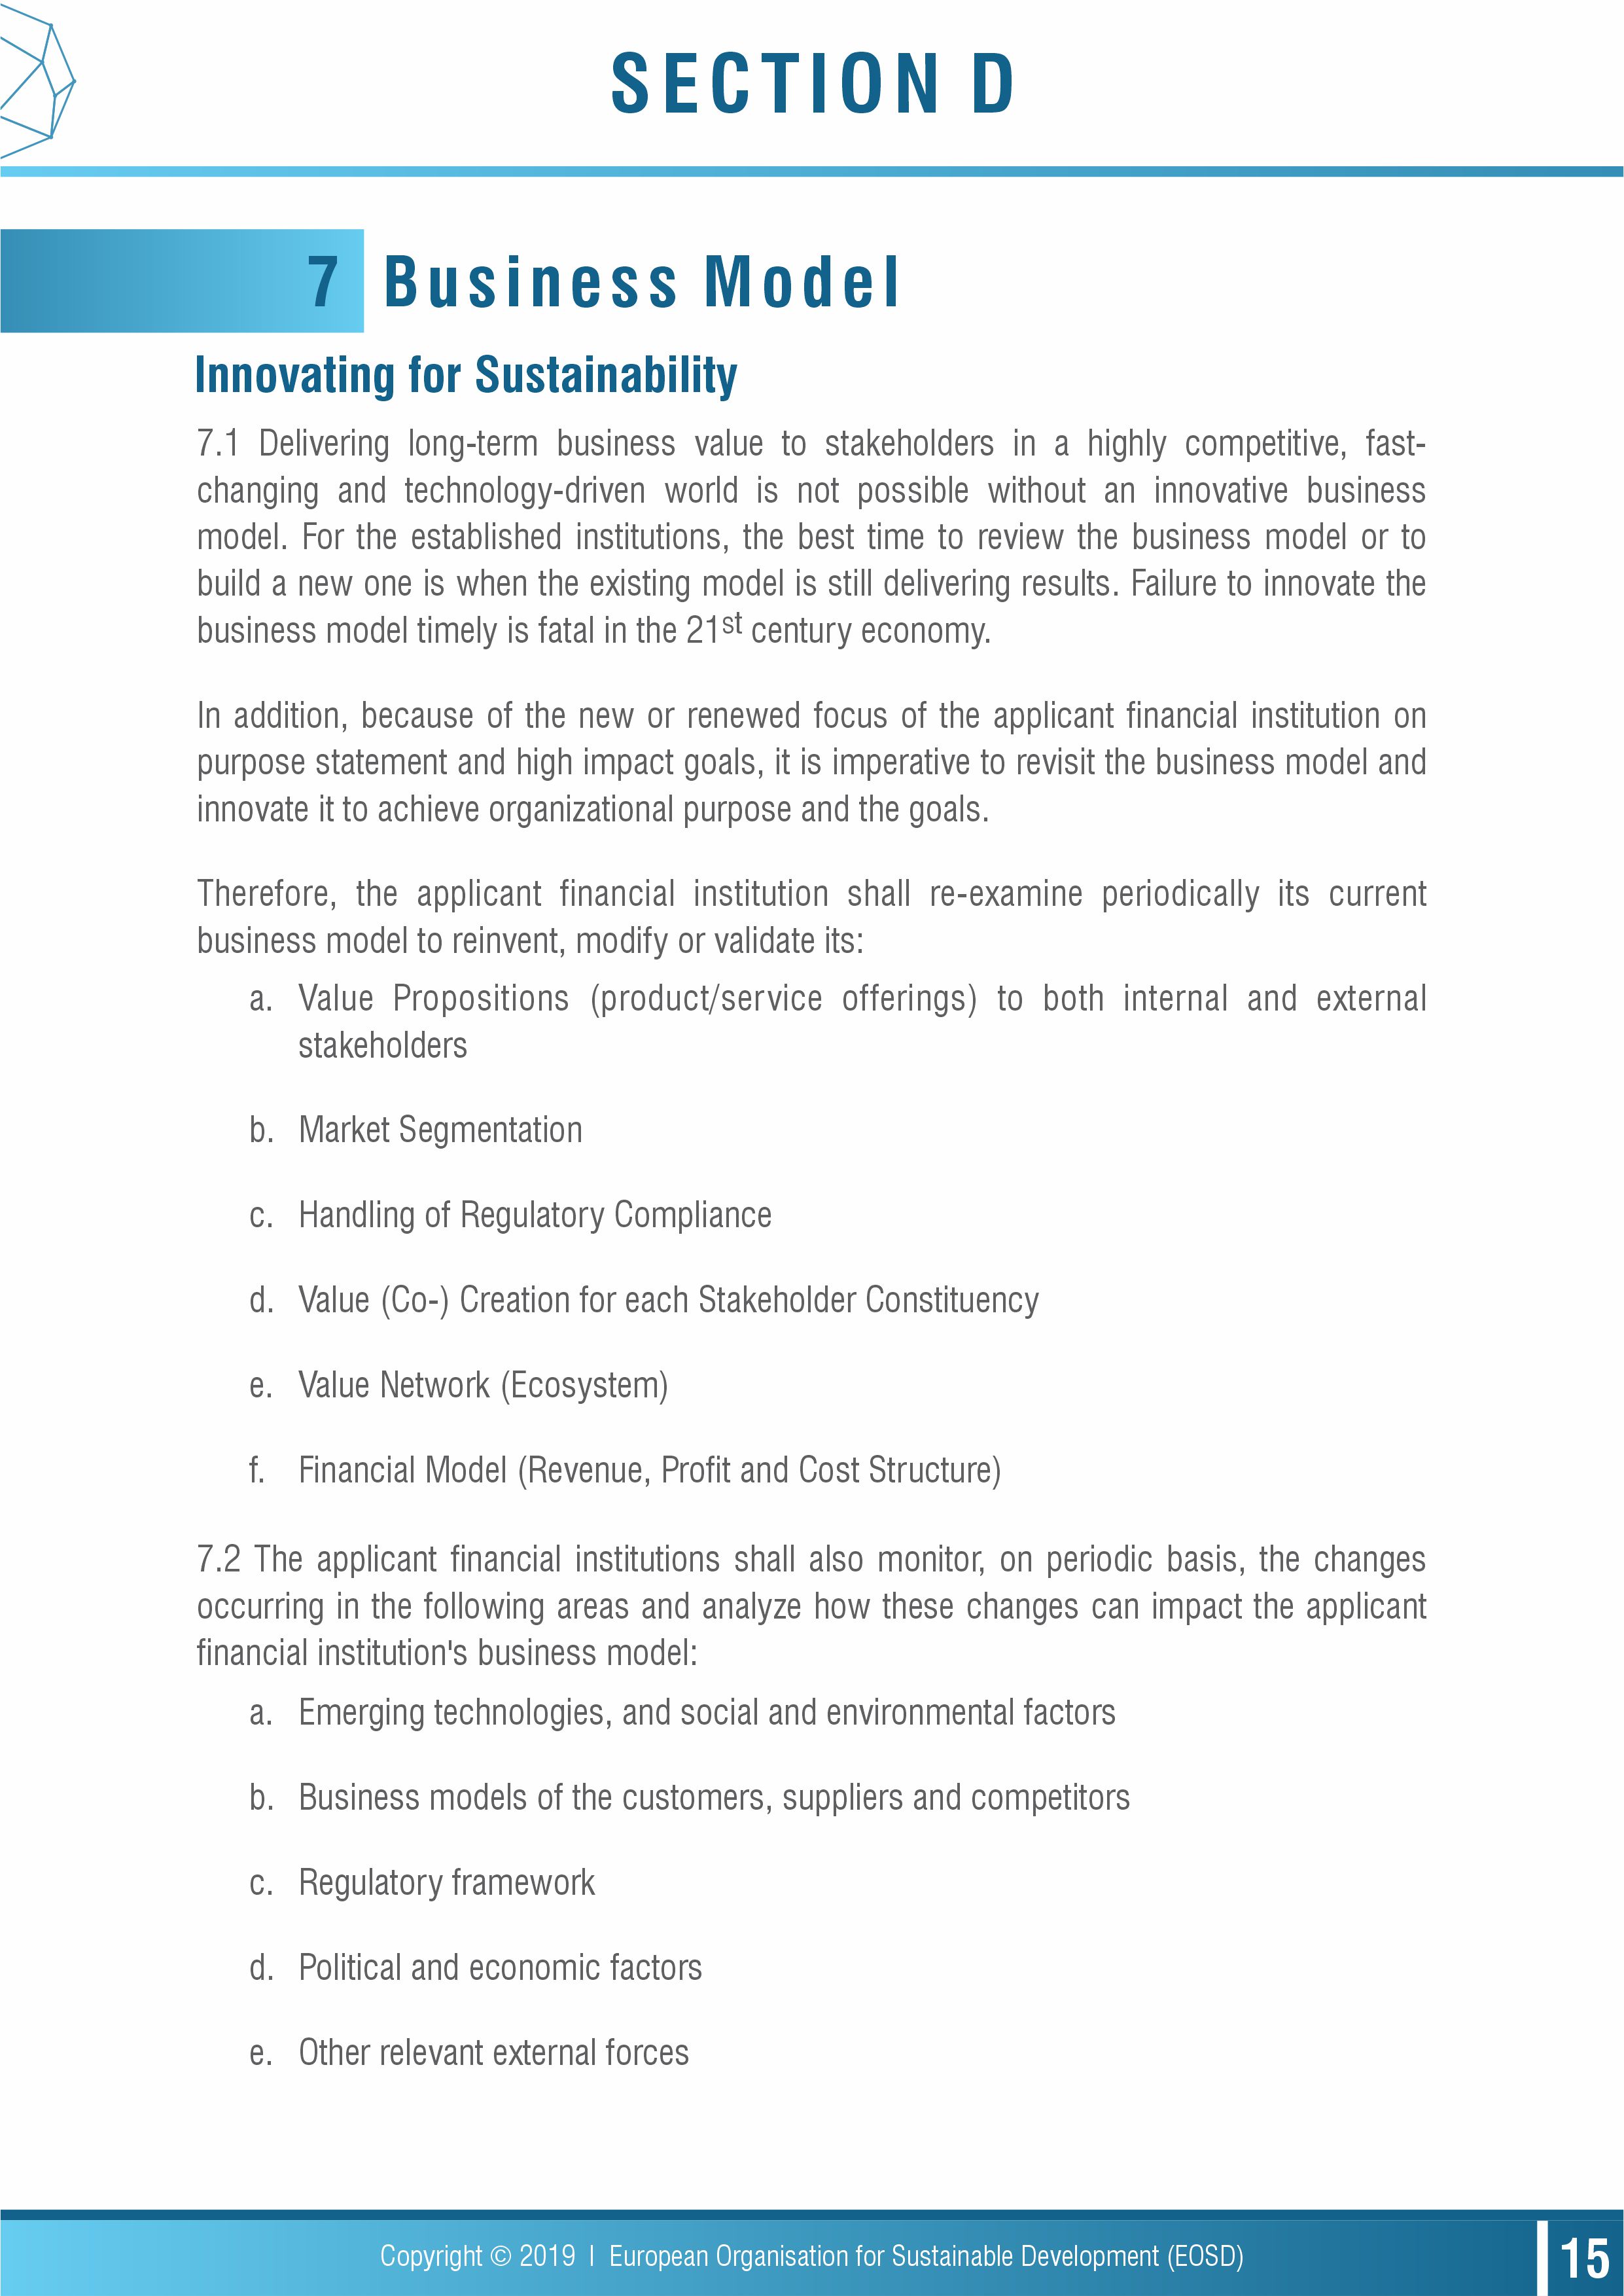 SECTION D
7 Business Model
Innovating for Sustainability
7.1 Delivering long-term business value to stakeholders in a highly competitive, fast-
changing and technology-driven world is not possible without an innovative business
model. For the established institutions, the best time to review the business model or to
build a new one is when the existing model is still delivering results. Failure to innovate the
business model timely is fatal in the 21st century economy.
In addition, because of the new or renewed focus of the applicant financial institution on
purpose statement and high impact goals, it is imperative to revisit the business model and
innovate it to achieve organizational purpose and the goals.
Therefore, the applicant financial institution shall re-examine periodically its current
business model to reinvent, modify or validate its:
a. Value Propositions (product/service offerings) to both internal and external
stakeholders
b. Market Segmentation
c. Handling of Regulatory Compliance
d. Value (Co-) Creation for each Stakeholder Constituency
e. Value Network (Ecosystem)
f. Financial Model (Revenue, Profit and Cost Structure)
7.2 The applicant financial institutions shall also monitor, on periodic basis, the changes
occurring in the following areas and analyze how these changes can impact the applicant
financial institution's business model:
a. Emerging technologies, and social and environmental factors
b. Business models of the customers, suppliers and competitors
c. Regulatory framework
d. Political and economic factors
e. Other relevant external forces
Copyright © 2019 | European Organisation for Sustainable Development (EOSD)
15